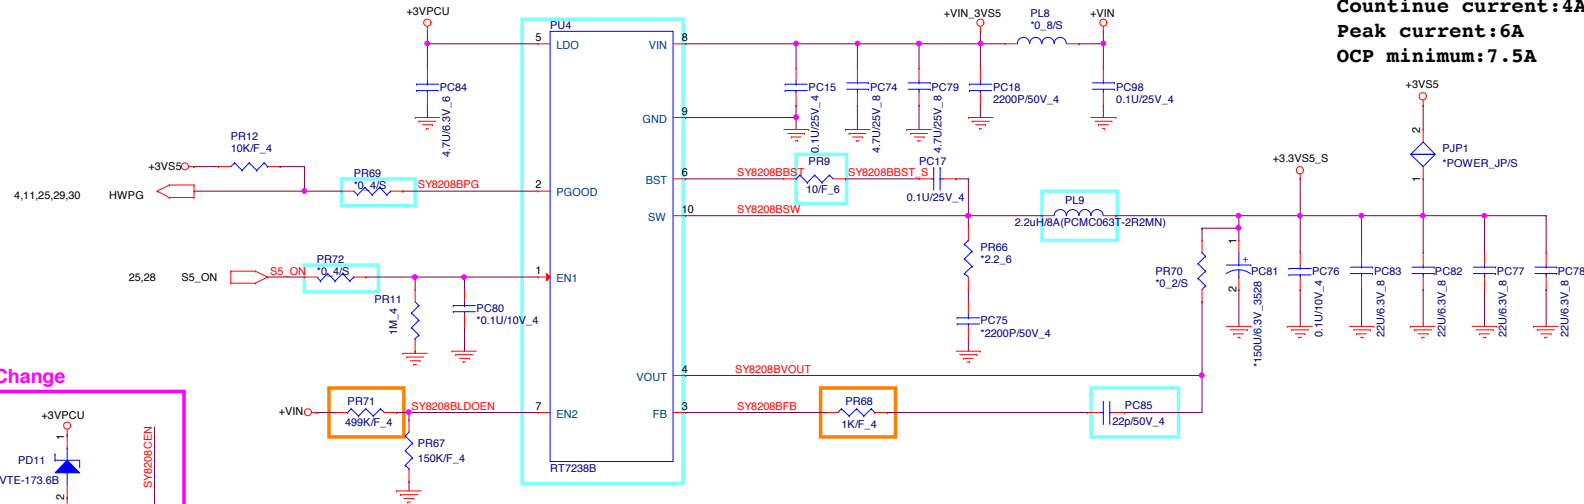 Countinue current:4A
Peak current:6A
OCP minimum:7.5A
+3VPCU
PU4
+VIN_3VS5
PL8
*0_8/S
+VIN
5
LDO
VIN
8
PC84
4.7U/6.3V_6
PC15
0.1U/25V_4
PC74
4.7U/25V_8
PC79
4.7U/25V_8
PC18
2200P/50V_4
PC98
0.1U/25V_4
+3VS5
GND
9
PR12
10K/F_4
+3VS5
2
PJP1
*POWER_JP/S
1
+3.3VS5_S
PR69
*0_4/S
SY8208BPG
4,11,25,29,30
HWPG
2
PGOOD
BST
6
SY8208BBST
PR9
10/F_6
SY8208BBST_S
PC17
0.1U/25V_4
SW
10
SY8208BSW
PL9
2.2uH/8A(PCMC063T-2R2MN)
PR72
*0_4/S
25,28
S5_ON
S5_ON
1
EN1
PR11
1M_4
PC80
*0.1U/10V_4
PR66
*2.2_6
PC75
*2200P/50V_4
PR70
*0_2/S
1
+
2
PC81
*150U/6.3V_3528
PC76
0.1U/10V_4
PC83
22U/6.3V_8
PC82
22U/6.3V_8
PC77
22U/6.3V_8
PC78
22U/6.3V_8
VOUT
4
SY8208BVOUT
Change
+VIN
PR71
499K/F_4
SY8208BLDOEN
7
EN2
FB
3
SY8208BFB
PR68
1K/F_4
PC85
22p/50V_4
PR67
150K/F_4
RT7238B
+3VPCU
1
PD11
VTE-173.6B
2
SY8208CEN